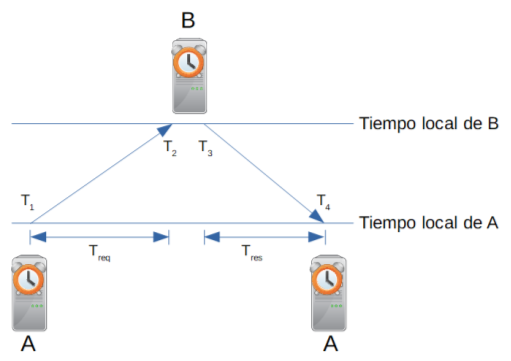 B
Tiempo local de B
T2 T3
T1 T4
Tiempo local de A
Treq Tres
A A